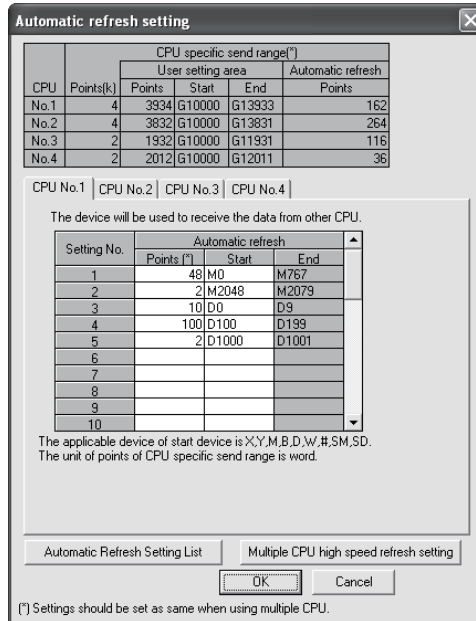 Automatic refresh setting
CPU specific send range(*)
User setting area Automatic refresh
CPU Points(k) Points Start End Points
No.1 4 3934 G10000 G13933 162
No.2 4 3832 G10000 G13831 264
No.3 2 1932 G10000 G11931 116
No.4 2 2012 G10000 G12011 36
CPU No.1 CPU No.2 CPU No.3 CPU No.4
The device will be used to receive the data from other CPU.
Setting No. Automatic refresh
Points (*) Start End
1 48 M0 M767
2 2 M2048 M2079
3 10 D0 D9
4 100 D100 D199
5 2 D1000 D1001
6
7
8
9
10
The applicable device of start device is X,Y,M,B,D,W,#,SM,SD.
The unit of points of CPU specific send range is word.
Automatic Refresh Setting List Multiple CPU high speed refresh setting
OK Cancel
(*) Settings should be set as same when using multiple CPU.